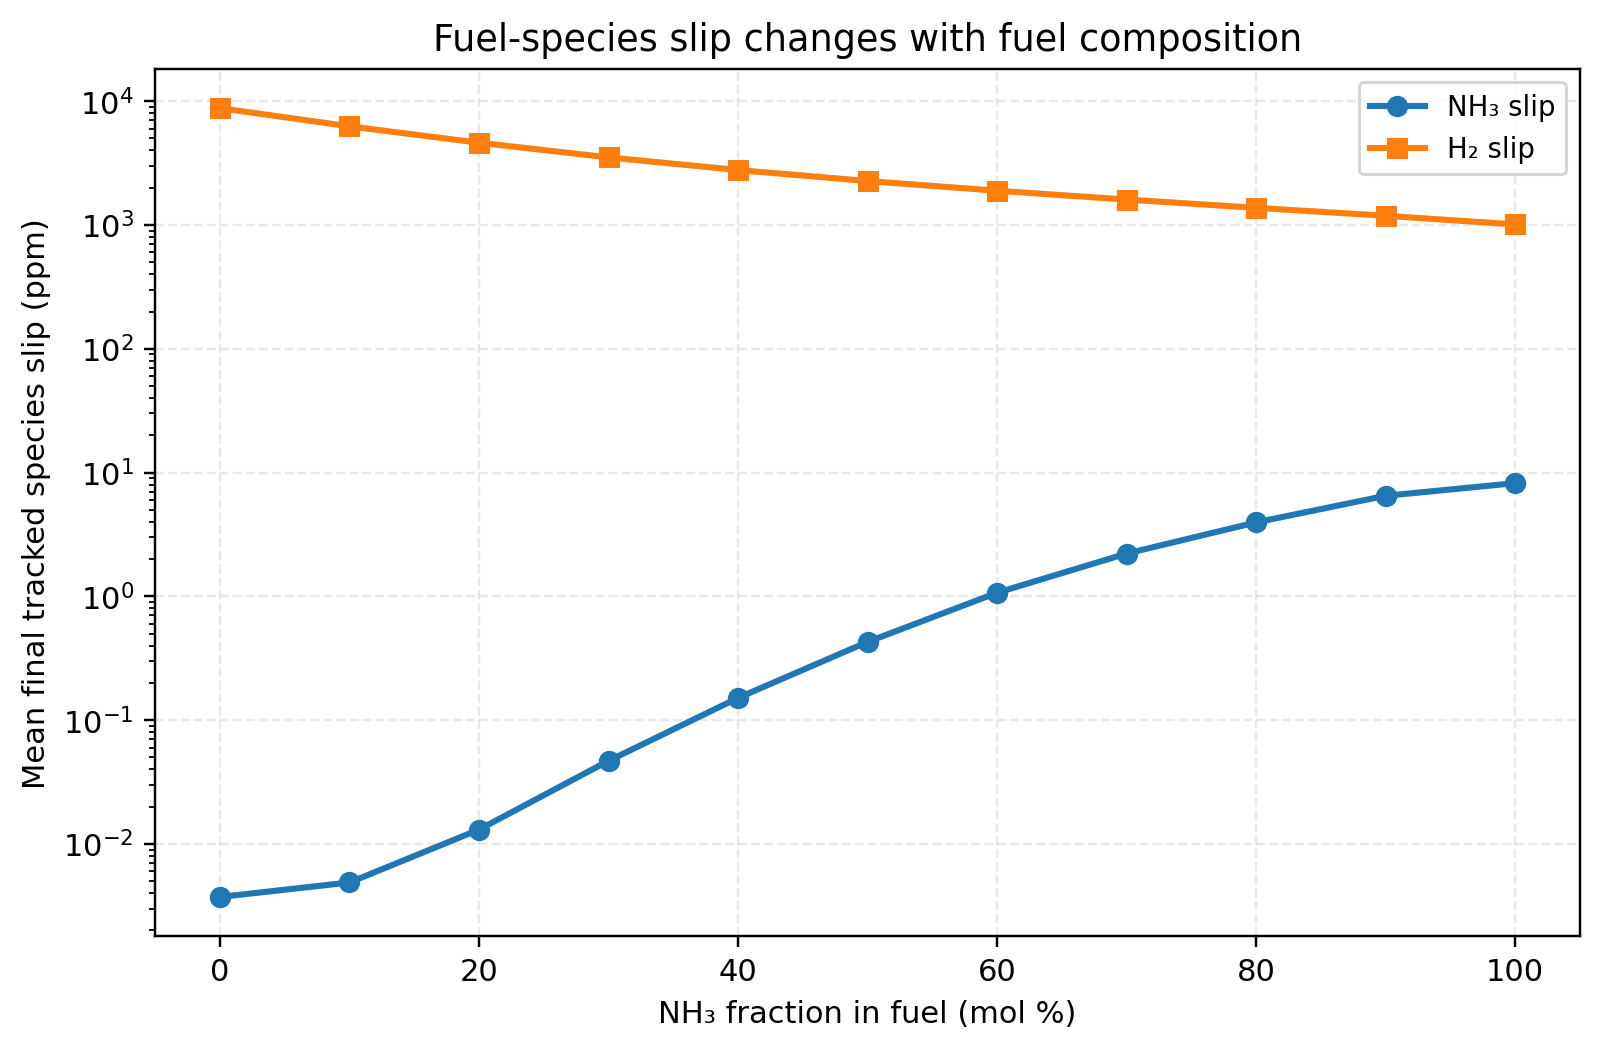 Fuel-species slip changes with fuel composition
NH₃ slip
H₂ slip
Mean final tracked species slip (ppm)
10⁴
10³
10²
10¹
10⁰
10⁻¹
10⁻²
0 20 40 60 80 100
NH₃ fraction in fuel (mol %)